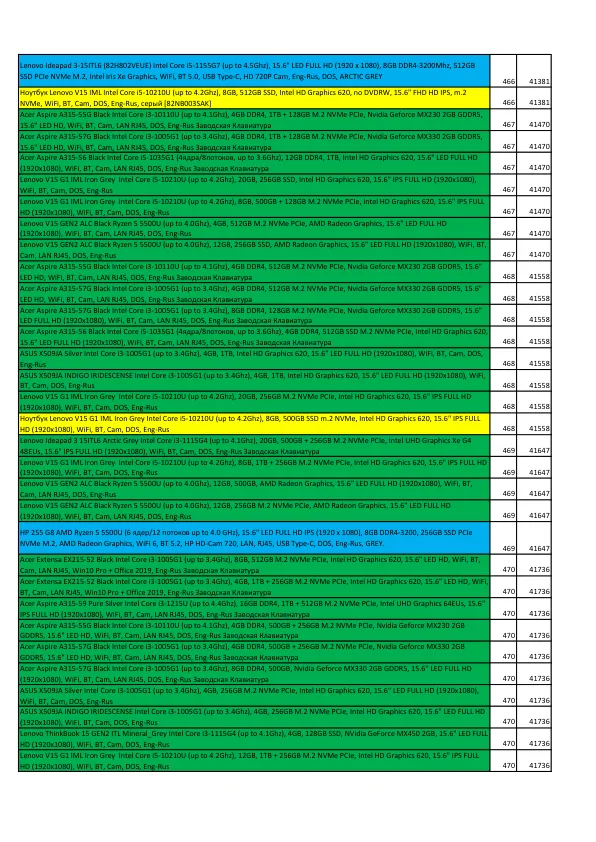 Lenovo Ideapad 3-15ITL6 (82H802VEUE) Intel Core i5-1155G7 (up to 4.5Ghz), 15.6" LED FULL HD (1920 x 1080), 8GB DDR4-3200Mhz, 512GB
SSD PCIe NVMe M.2, Intel Iris Xe Graphics, WiFi, BT 5.0, USB Type-C, HD 720P Cam, Eng-Rus, DOS, ARCTIC GREY 466 41381
Ноутбук Lenovo V15 IML Intel Core i5-10210U (up to 4.2Ghz), 8GB, 512GB SSD, Intel HD Graphics 620, no DVDRW, 15.6" FHD HD IPS, m.2
NVMe, WiFi, BT, Cam, DOS, Eng-Rus, серый [82NB003SAK] 466 41381
Acer Aspire A315-55G Black Intel Core i3-10110U (up to 4.1Ghz), 4GB DDR4, 1TB + 128GB M.2 NVMe PCIe, Nvidia Geforce MX230 2GB GDDR5,
15.6" LED HD, WiFi, BT, Cam, LAN RJ45, DOS, Eng-Rus Заводская Клавиатура 467 41470
Acer Aspire A315-57G Black Intel Core i3-1005G1 (up to 3.4Ghz), 4GB DDR4, 1TB + 128GB M.2 NVMe PCIe, Nvidia Geforce MX330 2GB GDDR5,
15.6" LED HD, WiFi, BT, Cam, LAN RJ45, DOS, Eng-Rus Заводская Клавиатура 467 41470
Acer Aspire A315-56 Black Intel Core i5-1035G1 (4ядра/8потоков, up to 3.6Ghz), 12GB DDR4, 1TB, Intel HD Graphics 620, 15.6" LED FULL HD
(1920x1080), WiFi, BT, Cam, LAN RJ45, DOS, Eng-Rus Заводская Клавиатура 467 41470
Lenovo V15 G1 IML Iron Grey Intel Core i5-10210U (up to 4.2Ghz), 20GB, 256GB SSD, Intel HD Graphics 620, 15.6" IPS FULL HD (1920x1080),
WiFi, BT, Cam, DOS, Eng-Rus 467 41470
Lenovo V15 G1 IML Iron Grey Intel Core i5-10210U (up to 4.2Ghz), 8GB, 500GB + 128GB M.2 NVMe PCIe, Intel HD Graphics 620, 15.6" IPS FULL
HD (1920x1080), WiFi, BT, Cam, DOS, Eng-Rus 467 41470
Lenovo V15 GEN2 ALC Black Ryzen 5 5500U (up to 4.0Ghz), 4GB, 512GB M.2 NVMe PCIe, AMD Radeon Graphics, 15.6" LED FULL HD
(1920x1080), WiFi, BT, Cam, LAN RJ45, DOS, Eng-Rus 467 41470
Lenovo V15 GEN2 ALC Black Ryzen 5 5500U (up to 4.0Ghz), 12GB, 256GB SSD, AMD Radeon Graphics, 15.6" LED FULL HD (1920x1080), WiFi, BT,
Cam, LAN RJ45, DOS, Eng-Rus 467 41470
Acer Aspire A315-55G Black Intel Core i3-10110U (up to 4.1Ghz), 4GB DDR4, 512GB M.2 NVMe PCIe, Nvidia Geforce MX230 2GB GDDR5, 15.6"
LED HD, WiFi, BT, Cam, LAN RJ45, DOS, Eng-Rus Заводская Клавиатура 468 41558
Acer Aspire A315-57G Black Intel Core i3-1005G1 (up to 3.4Ghz), 4GB DDR4, 512GB M.2 NVMe PCIe, Nvidia Geforce MX330 2GB GDDR5, 15.6"
LED HD, WiFi, BT, Cam, LAN RJ45, DOS, Eng-Rus Заводская Клавиатура 468 41558
Acer Aspire A315-57G Black Intel Core i3-1005G1 (up to 3.4Ghz), 8GB DDR4, 128GB M.2 NVMe PCIe, Nvidia Geforce MX330 2GB GDDR5, 15.6"
LED FULL HD (1920x1080), WiFi, BT, Cam, LAN RJ45, DOS, Eng-Rus Заводская Клавиатура 468 41558
Acer Aspire A315-56 Black Intel Core i5-1035G1 (4ядра/8потоков, up to 3.6Ghz), 4GB DDR4, 512GB SSD M.2 NVMe PCIe, Intel HD Graphics 620,
15.6" LED FULL HD (1920x1080), WiFi, BT, Cam, LAN RJ45, DOS, Eng-Rus Заводская Клавиатура 468 41558
ASUS X509JA Silver Intel Core i3-1005G1 (up to 3.4Ghz), 4GB, 1TB, Intel HD Graphics, 15.6" LED FULL HD (1920x1080), WiFi, BT, Cam, DOS,
Eng-Rus 468 41558
ASUS X509JA INDIGO IRIDESCENSE Intel Core i3-1005G1 (up to 3.4Ghz), 4GB, 1TB, Intel HD Graphics, 15.6" LED FULL HD (1920x1080), WiFi,
BT, Cam, DOS, Eng-Rus 468 41558
Lenovo V15 G1 IML Iron Grey Intel Core i5-10210U (up to 4.2Ghz), 4GB, 512GB M.2 NVMe PCIe, Intel HD Graphics 620, 15.6" IPS FULL HD
(1920x1080), WiFi, BT, Cam, DOS, Eng-Rus 468 41558
Ноутбук Lenovo V15 G1 IML Iron Grey Intel Core i5-10210U (up to 4.2Ghz), 8GB, 500GB SSD m.2 NVMe, Intel HD Graphics 620, 15.6" IPS FULL
HD (1920x1080), WiFi, BT, Cam, DOS, Eng-Rus 468 41558
Lenovo Ideapad 3 15ITL6 Arctic Grey Intel Core i3-1115G4 (up to 4.1Ghz), 20GB, 500GB + 256GB M.2 NVMe PCIe, Intel UHD Graphics Xe G4
48EUs, 15.6" IPS FULL HD (1920x1080), WiFi, BT, Cam, DOS, Eng-Rus 469 41647
Lenovo V15 G1 IML Iron Grey Intel Core i5-10210U (up to 4.2Ghz), 8GB, 1TB + 256GB SSD, Intel HD Graphics 620, 15.6" IPS FULL HD
(1920x1080), WiFi, BT, Cam, DOS, Eng-Rus 469 41647
Lenovo V15 GEN2 ALC Black Ryzen 5 5500U (up to 4.0Ghz), 12GB, 500GB, AMD Radeon Graphics, 15.6" LED FULL HD (1920x1080), WiFi, BT,
Cam, LAN RJ45, DOS, Eng-Rus 469 41647
Lenovo V15 GEN2 ALC Black Ryzen 5 5500U (up to 4.0Ghz), 8GB, 256GB M.2 NVMe PCIe, AMD Radeon Graphics, 15.6" LED FULL HD
(1920x1080), WiFi, BT, Cam, LAN RJ45, DOS, Eng-Rus 469 41647
HP 255 G8 AMD Ryzen 5 5500U (6 ядер/12 потоков up to 4.0 GHz), 15.6" LED FULL HD IPS (1920 x 1080), 8GB DDR4-3200, 256GB SSD PCIe
NVMe M.2, AMD Radeon Graphics, WiFi 6, BT 5.2, HP HD-Cam 720, LAN, RJ45, USB Type-C, DOS, Eng-Rus, GREY. 469 41647
Acer Extensa EX215-52 Black Intel Core i3-1005G1 (up to 3.4Ghz), 8GB, 512GB M.2 NVMe PCIe, Intel HD Graphics, 15.6" LED HD, WiFi, BT,
Cam, LAN RJ45, Win10 Pro + Office 2019, Eng-Rus Заводская Клавиатура 470 41736
Acer Extensa EX215-52 Black Intel Core i3-1005G1 (up to 3.4Ghz), 4GB, 1TB + 256GB M.2 NVMe PCIe, Intel HD Graphics, 15.6" LED HD, WiFi,
BT, Cam, LAN RJ45, Win10 Pro + Office 2019, Eng-Rus Заводская Клавиатура 470 41736
Acer Aspire A315-59 Pure Silver Intel Core i3-1215U (up to 4.4Ghz), 16GB DDR4, 1TB + 512GB M.2 NVMe PCIe, Intel UHD Graphics 64EUs, 15.6"
IPS FULL HD (1920x1080), WiFi, BT, Cam, LAN RJ45, DOS, Eng-Rus Заводская Клавиатура 470 41736
Acer Aspire A315-55G Black Intel Core i3-10110U (up to 4.1Ghz), 4GB DDR4, 500GB + 256GB M.2 NVMe PCIe, Nvidia Geforce MX230 2GB
GDDR5, 15.6" LED HD, WiFi, BT, Cam, LAN RJ45, DOS, Eng-Rus Заводская Клавиатура 470 41736
Acer Aspire A315-57G Black Intel Core i3-1005G1 (up to 3.4Ghz), 4GB DDR4, 500GB + 256GB M.2 NVMe PCIe, Nvidia Geforce MX330 2GB
GDDR5, 15.6" LED HD, WiFi, BT, Cam, LAN RJ45, DOS, Eng-Rus Заводская Клавиатура 470 41736
Acer Aspire A315-57G Black Intel Core i3-1005G1 (up to 3.4Ghz), 8GB DDR4, 500GB, Nvidia Geforce MX330 2GB GDDR5, 15.6" LED FULL HD
(1920x1080), WiFi, BT, Cam, LAN RJ45, DOS, Eng-Rus Заводская Клавиатура 470 41736
ASUS X509JA Silver Intel Core i3-1005G1 (up to 3.4Ghz), 4GB, 256GB M.2 NVMe PCIe, Intel HD Graphics, 15.6" LED FULL HD (1920x1080),
WiFi, BT, Cam, DOS, Eng-Rus 470 41736
ASUS X509JA INDIGO IRIDESCENSE Intel Core i3-1005G1 (up to 3.4Ghz), 4GB, 256GB M.2 NVMe PCIe, Intel HD Graphics, 15.6" LED FULL HD
(1920x1080), WiFi, BT, Cam, DOS, Eng-Rus 470 41736
Lenovo ThinkBook 15 GEN2 ITL Mineral_Grey Intel Core i3-1115G4 (up to 4.1Ghz), 4GB, 128GB SSD, NVidia GeForce MX450 2GB, 15.6" LED FULL
HD (1920x1080), WiFi, BT, Cam, DOS, Eng-Rus 470 41736
Lenovo V15 G1 IML Iron Grey Intel Core i5-10210U (up to 4.2Ghz), 12GB, 1TB + 256GB M.2 NVMe PCIe, Intel HD Graphics 620, 15.6" IPS FULL
HD (1920x1080), WiFi, BT, Cam, DOS, Eng-Rus 470 41736